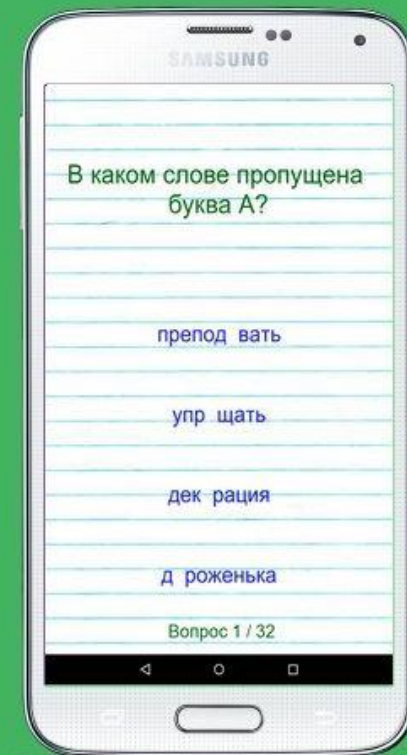 SAMSUNG
В каком слове пропущена
буква А?
препод вать
упр щать
дек рация
д роженька
Вопрос 1 / 32